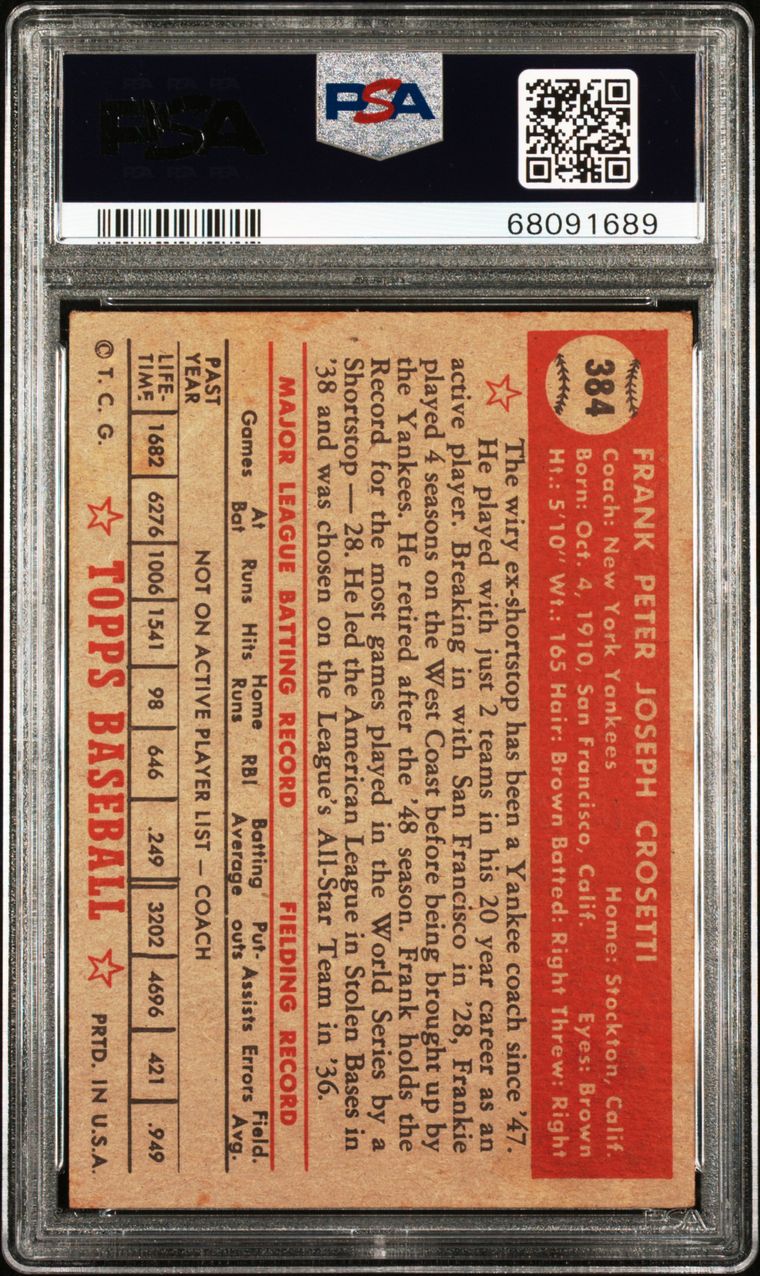 PSA
PSA
68091689
384
FRANK PETER JOSEPH CROSETTI
Coach: New York Yankees Home: Stockton, Calif.
Born: Oct. 4, 1910, San Francisco, Calif. Eyes: Brown
Ht.: 5'10" Wt.: 165 Hair: Brown Batted: Right Threw: Right
The wiry ex-shortstop has been a Yankee coach since '47.
He played with just 2 teams in his 20 year career as an
active player. Breaking in with San Francisco in '28, Frankie
played 4 seasons on the West Coast before being brought up by
the Yankees. He retired after the '48 season. Frank holds the
Record for the most games played in the World Series by a
Shortstop — 28. He led the American League in Stolen Bases in
'38 and was chosen on the League's All-Star Team in '36.
MAJOR LEAGUE BATTING RECORD FIELDING RECORD
Games At Bat Runs Hits Home Runs RBI Batting Average Put-outs Assists Errors Field. Avg.
PAST YEAR NOT ON ACTIVE PLAYER LIST — COACH
LIFE-TIME 1682 6276 1006 1541 98 646 .249 3202 4696 421 .949
© T. C. G. TOPPS BASEBALL PRTD. IN U.S.A.
PSA